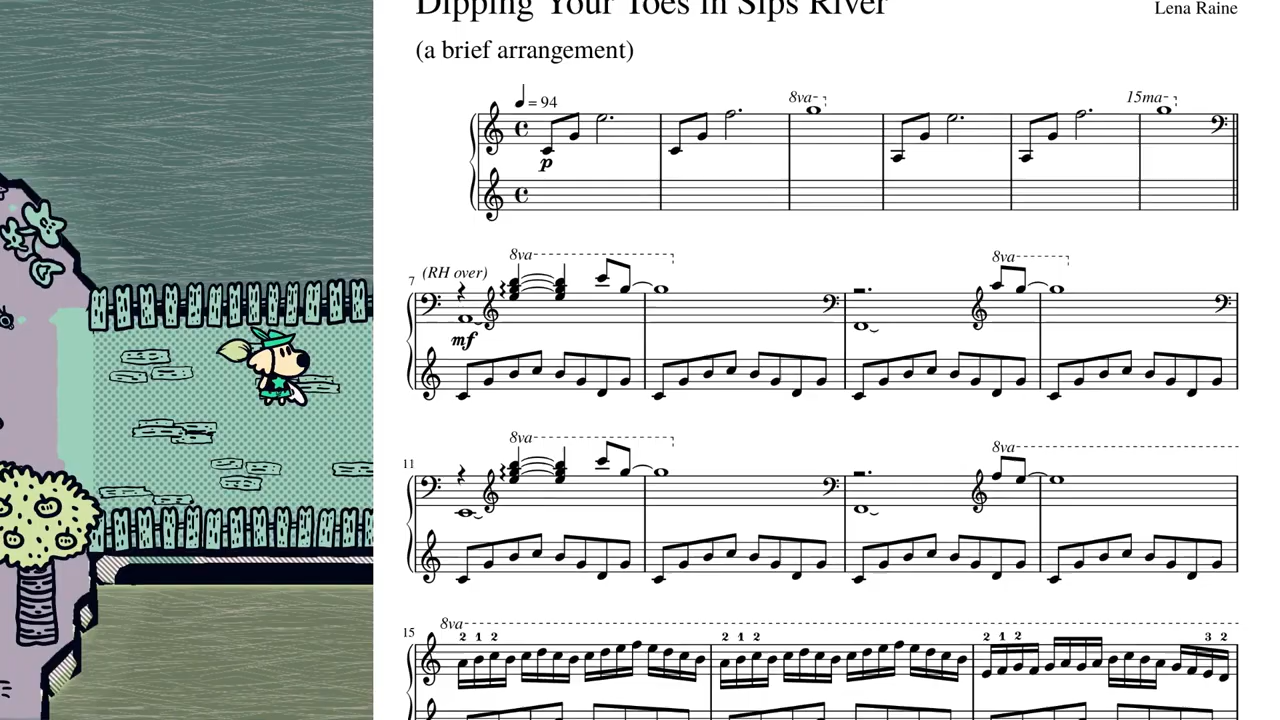 Dipping Your Toes In Sips River
Lena Raine
(a brief arrangement)
= 94
8va
15ma
p
7
(RH over)
8va
8va
mf
11
8va
8va
15
8va
2 1 2
2 1 2
2 1 2
3 2